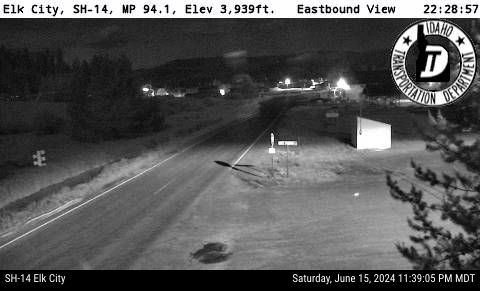 Elk City, SH-14, MP 94.1, Elev 3,939ft.   Eastbound View   22:28:57
IDAHO
TRANSPORTATION DEPARTMENT
SH-14 Elk City
Saturday, June 15, 2024 11:39:05 PM MDT